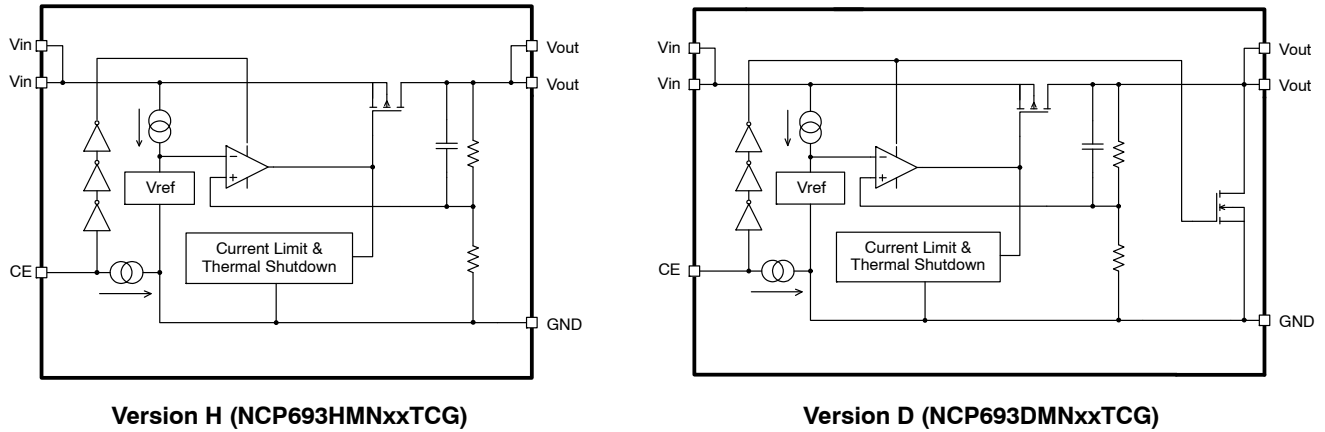 Vin
Vin
CE
Vref
−
+
Current Limit &
Thermal Shutdown
Vout
Vout
GND
Version H (NCP693HMNxxTCG)
Vin
Vin
CE
Vref
−
+
Current Limit &
Thermal Shutdown
Vout
Vout
GND
Version D (NCP693DMNxxTCG)